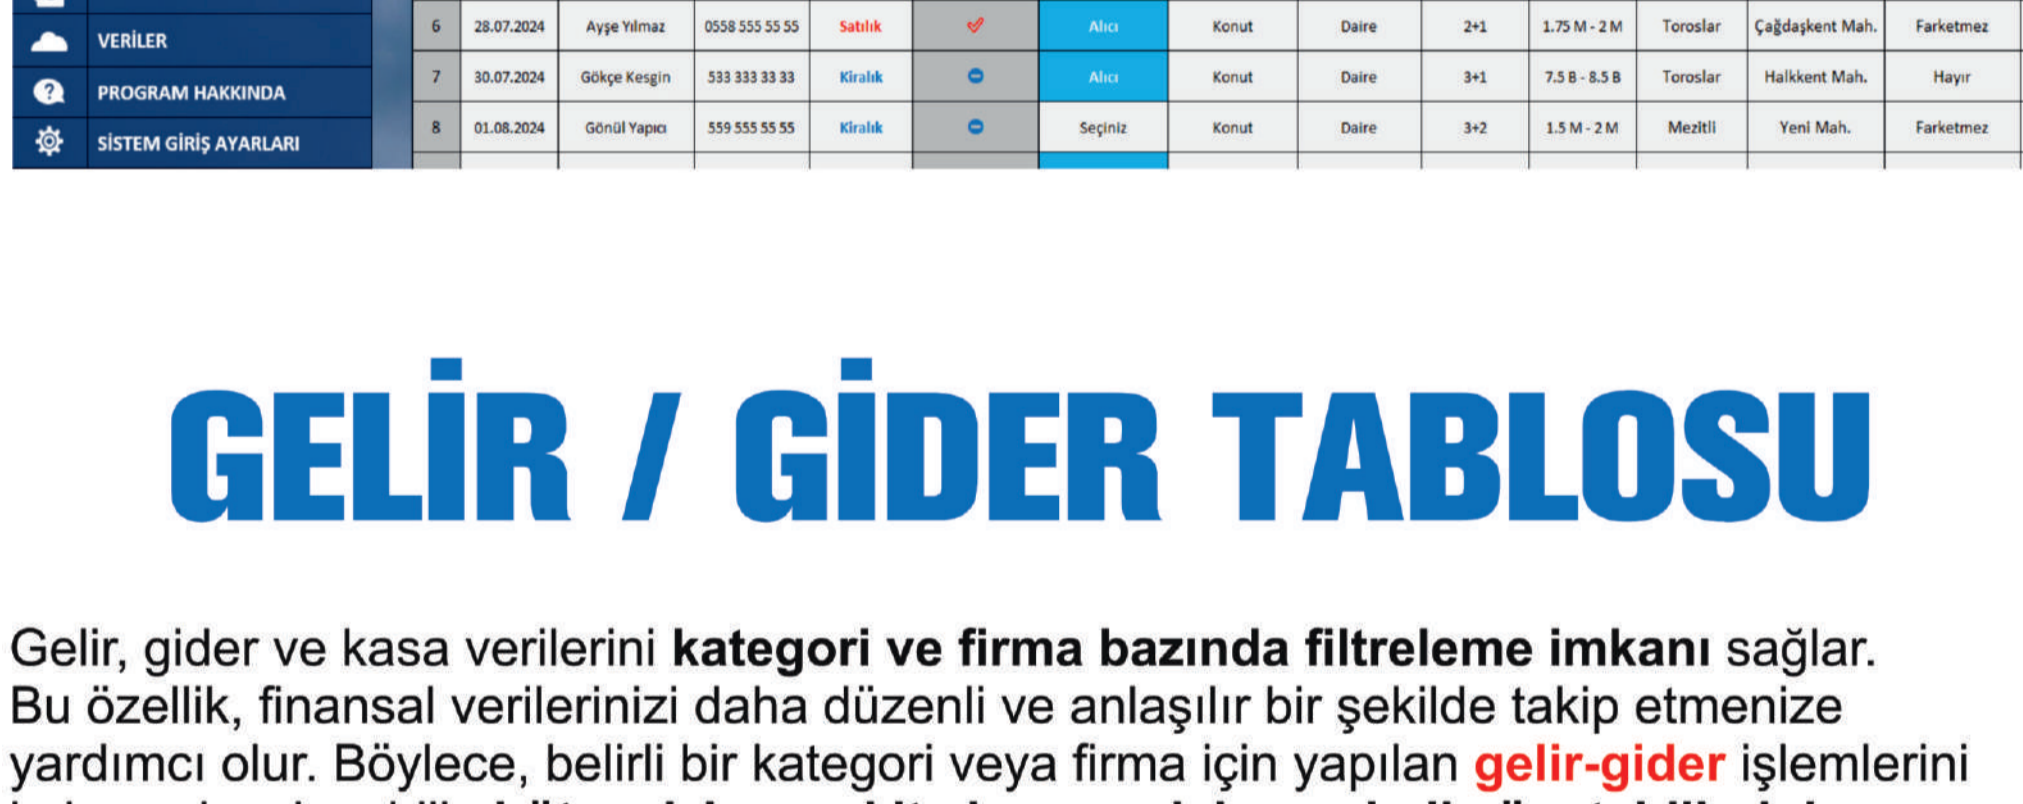 6 28.07.2024 Ayşe Yılmaz 0558 555 55 55 Satılık Alıcı Konut Daire 2+1 1.75 M - 2 M Toroslar Çağdaşkent Mah. Farketmez
VERİLER
7 30.07.2024 Gökçe Kesgin 533 333 33 33 Kiralık Alıcı Konut Daire 3+1 7.5 B - 8.5 B Toroslar Halkkent Mah. Hayır
PROGRAM HAKKINDA
8 01.08.2024 Gönül Yapıcı 559 555 55 55 Kiralık Seçiniz Konut Daire 3+2 1.5 M - 2 M Mezitli Yeni Mah. Farketmez
SİSTEM GİRİŞ AYARLARI
GELİR / GİDER TABLOSU
Gelir, gider ve kasa verilerini kategori ve firma bazında filtreleme imkanı sağlar.
Bu özellik, finansal verilerinizi daha düzenli ve anlaşılır bir şekilde takip etmenize
yardımcı olur. Böylece, belirli bir kategori veya firma için yapılan gelir-gider işlemlerini